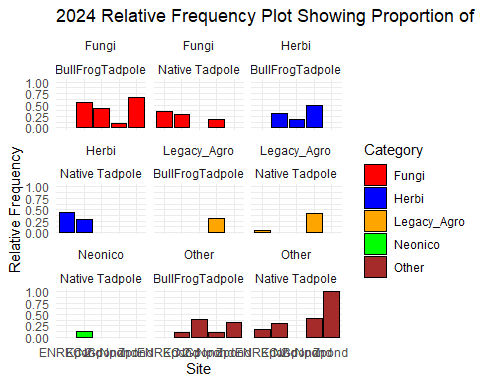 2024 Relative Frequency Plot Showing Proportion of
Fungi Fungi Herbi
BullFrogTadpole Native Tadpole BullFrogTadpole
1.00
0.75
0.50
0.25
0.00
Herbi Legacy_Agro Legacy_Agro
Native Tadpole BullFrogTadpole Native Tadpole
1.00
0.75
0.50
0.25
0.00
Neonico Other Other
Native Tadpole BullFrogTadpole Native Tadpole
1.00
0.75
0.50
0.25
0.00
Relative Frequency
Site
Category
Fungi
Herbi
Legacy_Agro
Neonico
Other